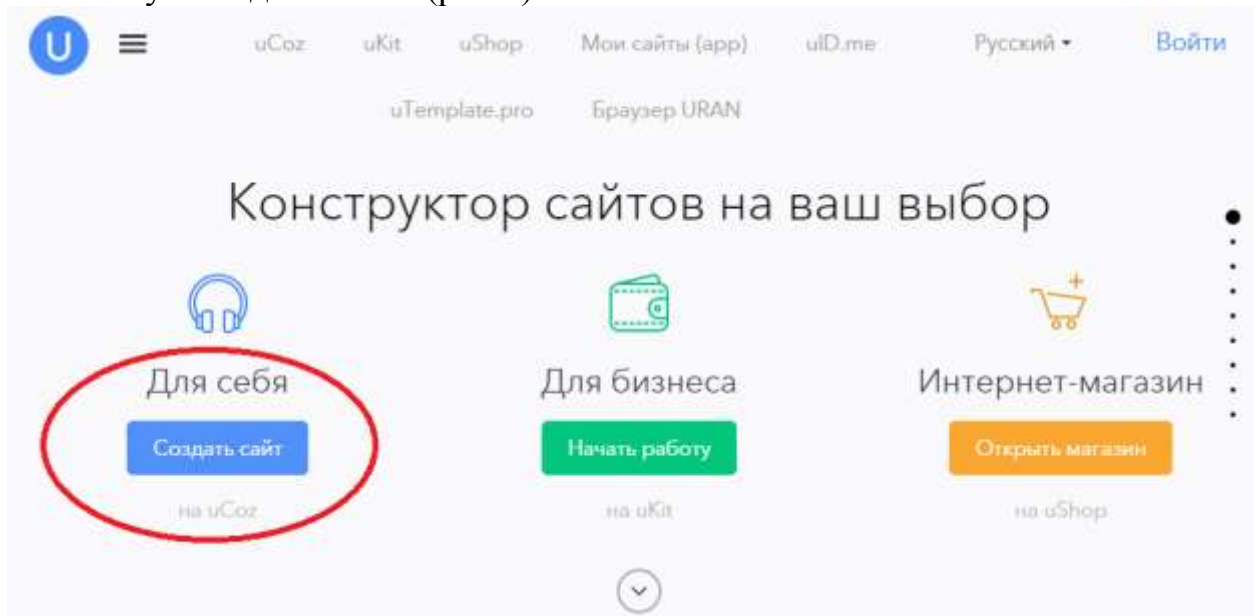 U uCoz uKit uShop Мои сайты (app) uID.me Русский Войти
uTemplate.pro Браузер URAN
Конструктор сайтов на ваш выбор
Для себя Для бизнеса Интернет-магазин
Создать сайт Начать работу Открыть магазин
на uCoz на uKit на uShop